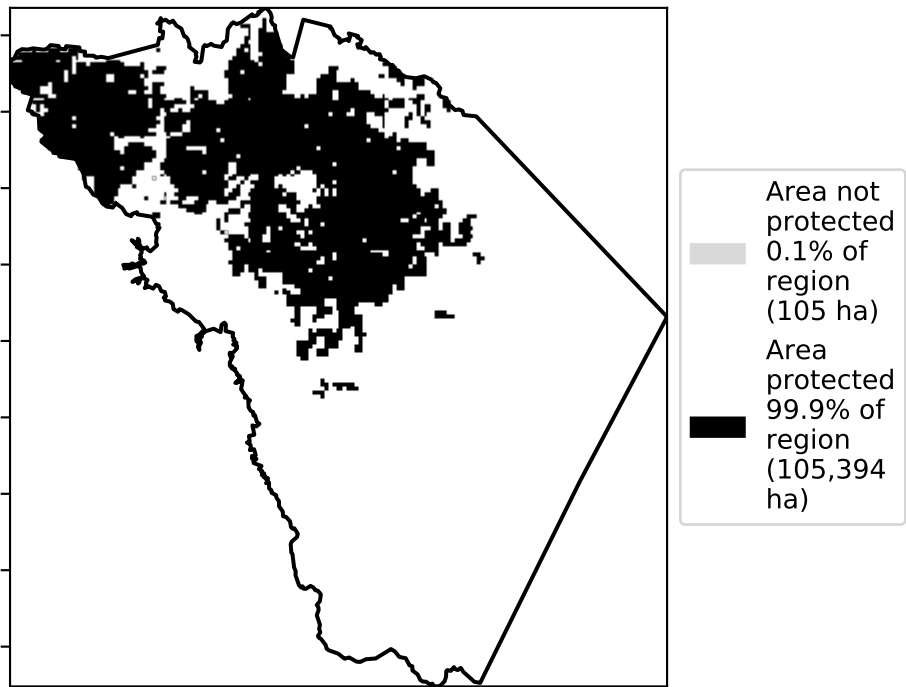 Area not
protected
0.1% of
region
(105 ha)
Area
protected
99.9% of
region
(105,394
ha)